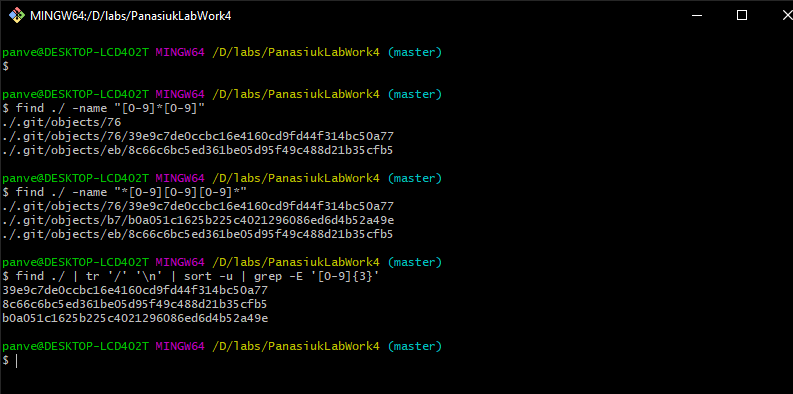 MINGW64:/D/labs/PanasiukLabWork4
panve@DESKTOP-LCD402T MINGW64 /D/labs/PanasiukLabWork4 (master)
$
panve@DESKTOP-LCD402T MINGW64 /D/labs/PanasiukLabWork4 (master)
$ find ./ -name "[0-9]*[0-9]"
./.git/objects/76
./.git/objects/76/39e9c7de0ccbc16e4160cd9fd44f314bc50a77
./.git/objects/eb/8c66c6bc5ed361be05d95f49c488d21b35cfb5
panve@DESKTOP-LCD402T MINGW64 /D/labs/PanasiukLabWork4 (master)
$ find ./ -name "*[0-9][0-9][0-9]*"
./.git/objects/76/39e9c7de0ccbc16e4160cd9fd44f314bc50a77
./.git/objects/b7/b0a051c1625b225c4021296086ed6d4b52a49e
./.git/objects/eb/8c66c6bc5ed361be05d95f49c488d21b35cfb5
panve@DESKTOP-LCD402T MINGW64 /D/labs/PanasiukLabWork4 (master)
$ find ./ | tr '/' '\n' | sort -u | grep -E '[0-9]{3}'
39e9c7de0ccbc16e4160cd9fd44f314bc50a77
8c66c6bc5ed361be05d95f49c488d21b35cfb5
b0a051c1625b225c4021296086ed6d4b52a49e
panve@DESKTOP-LCD402T MINGW64 /D/labs/PanasiukLabWork4 (master)
$